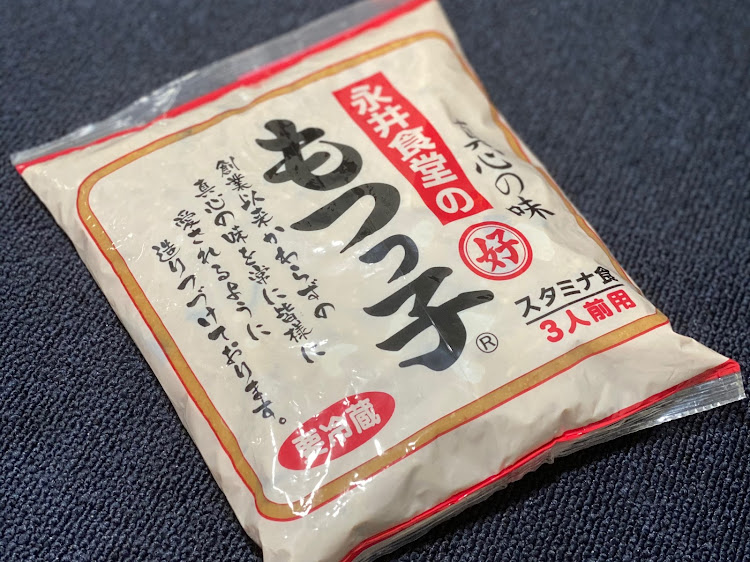 真心の味
永井食堂の
好
もつっ子
®
スタミナ食
3人前用
創業以来かわらずの
真心の味を常に皆様に
愛されるように
造りつづけております。
要冷蔵